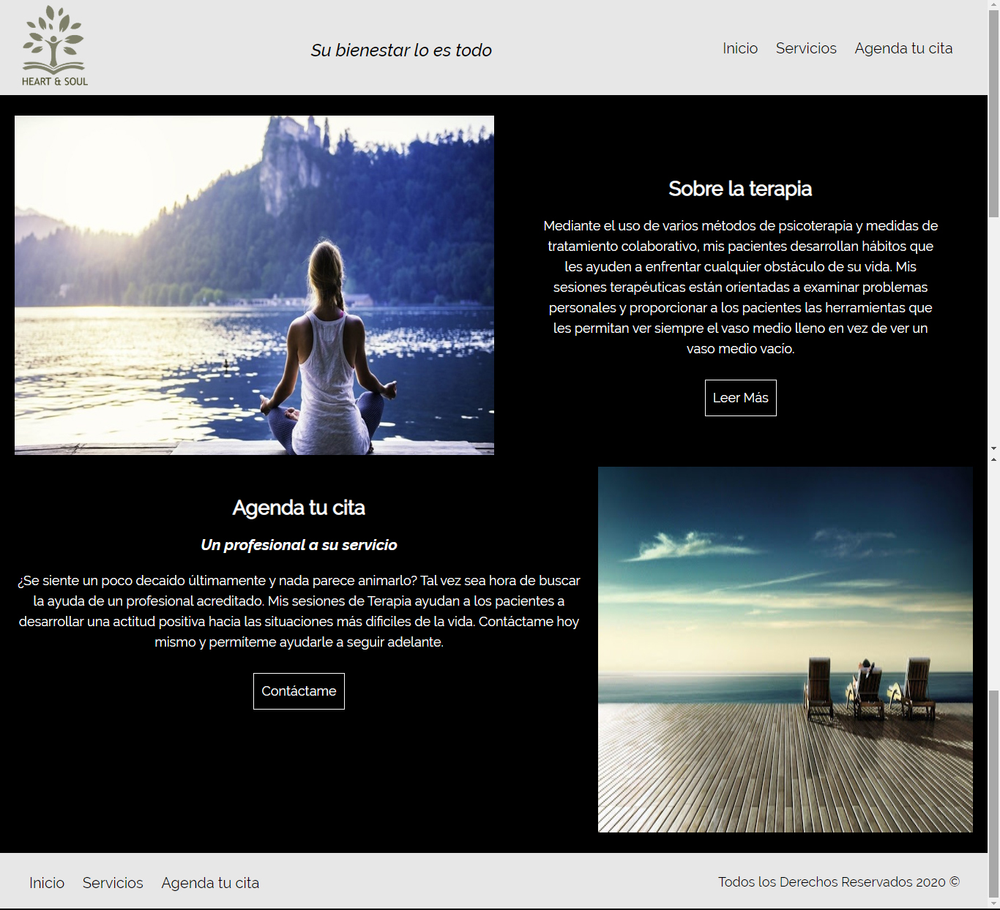 HEART & SOUL
Su bienestar lo es todo
Inicio Servicios Agenda tu cita
Sobre la terapia
Mediante el uso de varios métodos de psicoterapia y medidas de
tratamiento colaborativo, mis pacientes desarrollan hábitos que
les ayuden a enfrentar cualquier obstáculo de su vida. Mis
sesiones terapéuticas están orientadas a examinar problemas
personales y proporcionar a los pacientes las herramientas que
les permitan ver siempre el vaso medio lleno en vez de ver un
vaso medio vacío.
Leer Más
Agenda tu cita
Un profesional a su servicio
¿Se siente un poco decaído últimamente y nada parece animarlo? Tal vez sea hora de buscar
la ayuda de un profesional acreditado. Mis sesiones de Terapia ayudan a los pacientes a
desarrollar una actitud positiva hacia las situaciones más difíciles de la vida. Contáctame hoy
mismo y permíteme ayudarle a seguir adelante.
Contáctame
Inicio Servicios Agenda tu cita
Todos los Derechos Reservados 2020 ©